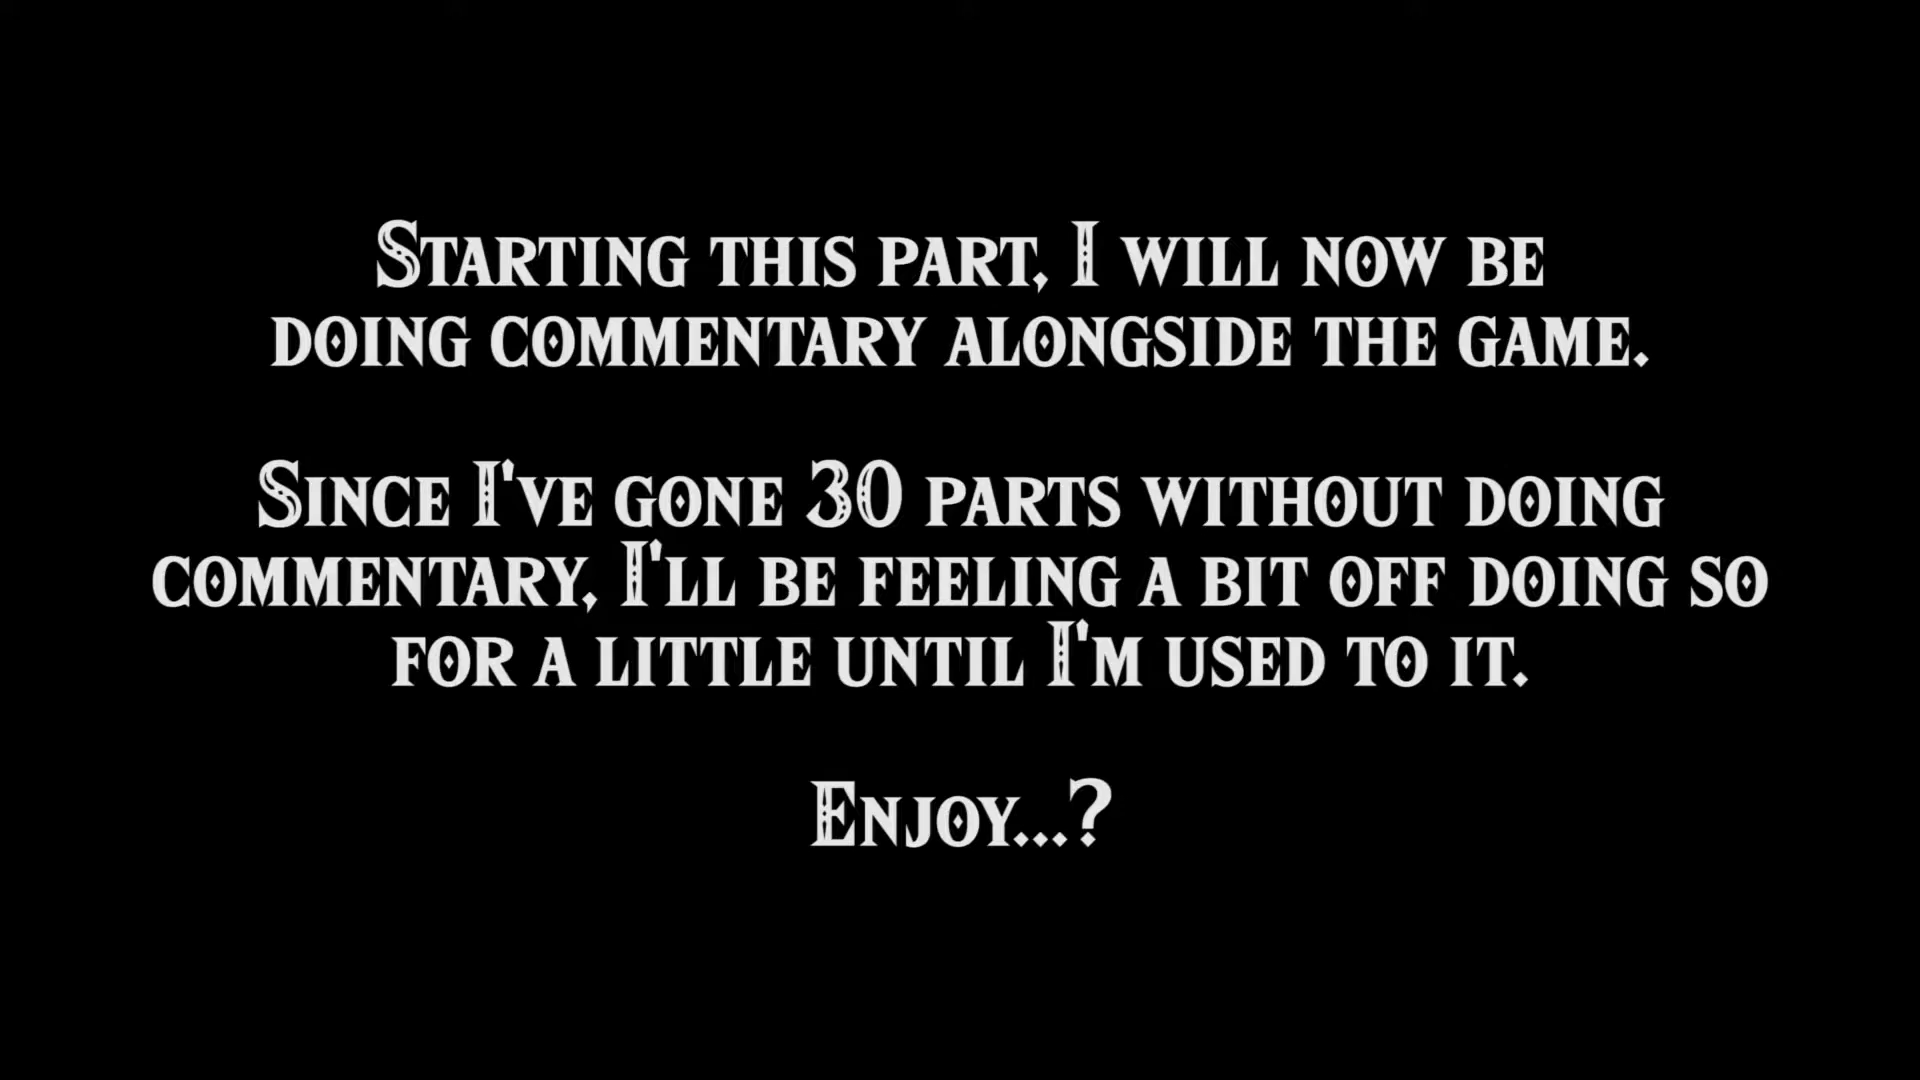 Starting this part, I will now be
doing commentary alongside the game.
Since I've gone 30 parts without doing
commentary, I'll be feeling a bit off doing so
for a little until I'm used to it.
Enjoy...?